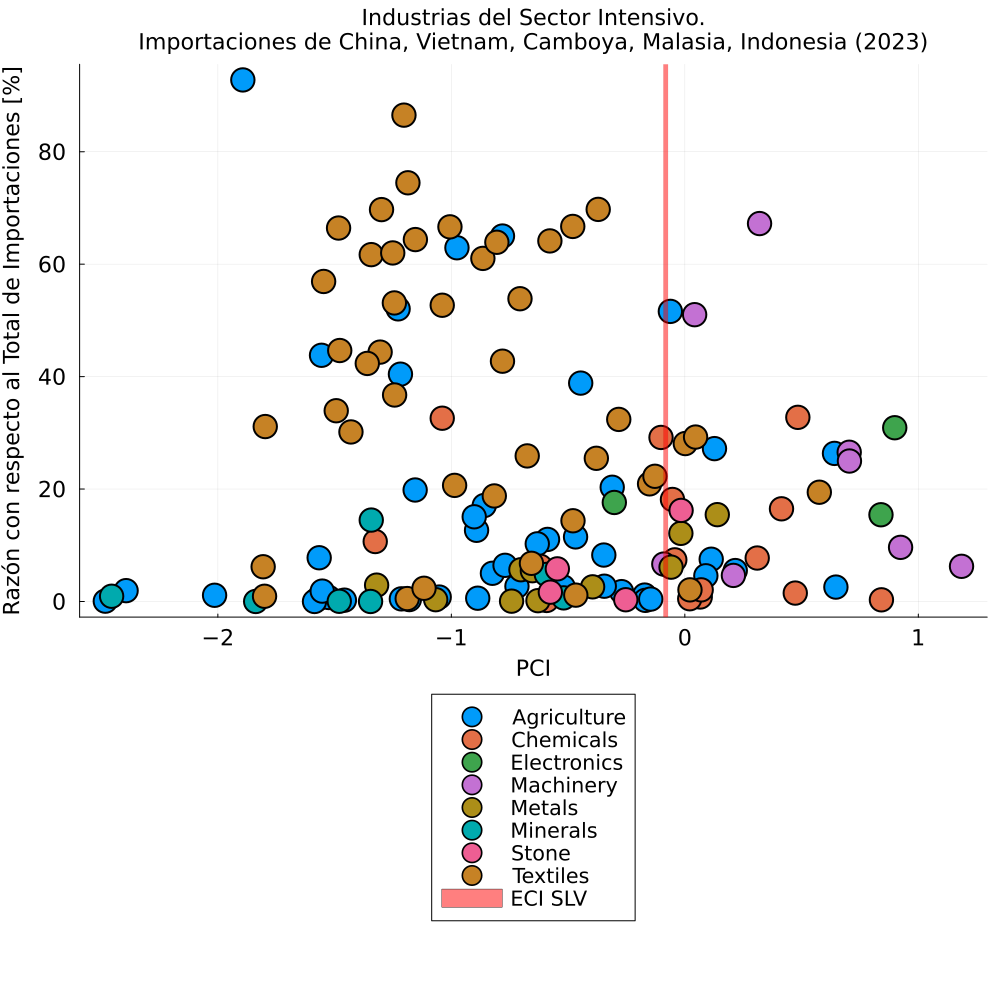 Industrias del Sector Intensivo.
Importaciones de China, Vietnam, Camboya, Malasia, Indonesia (2023)
Razón con respecto al Total de Importaciones [%]
80
60
40
20
0
−2
−1
0
1
PCI
Agriculture
Chemicals
Electronics
Machinery
Metals
Minerals
Stone
Textiles
ECI SLV